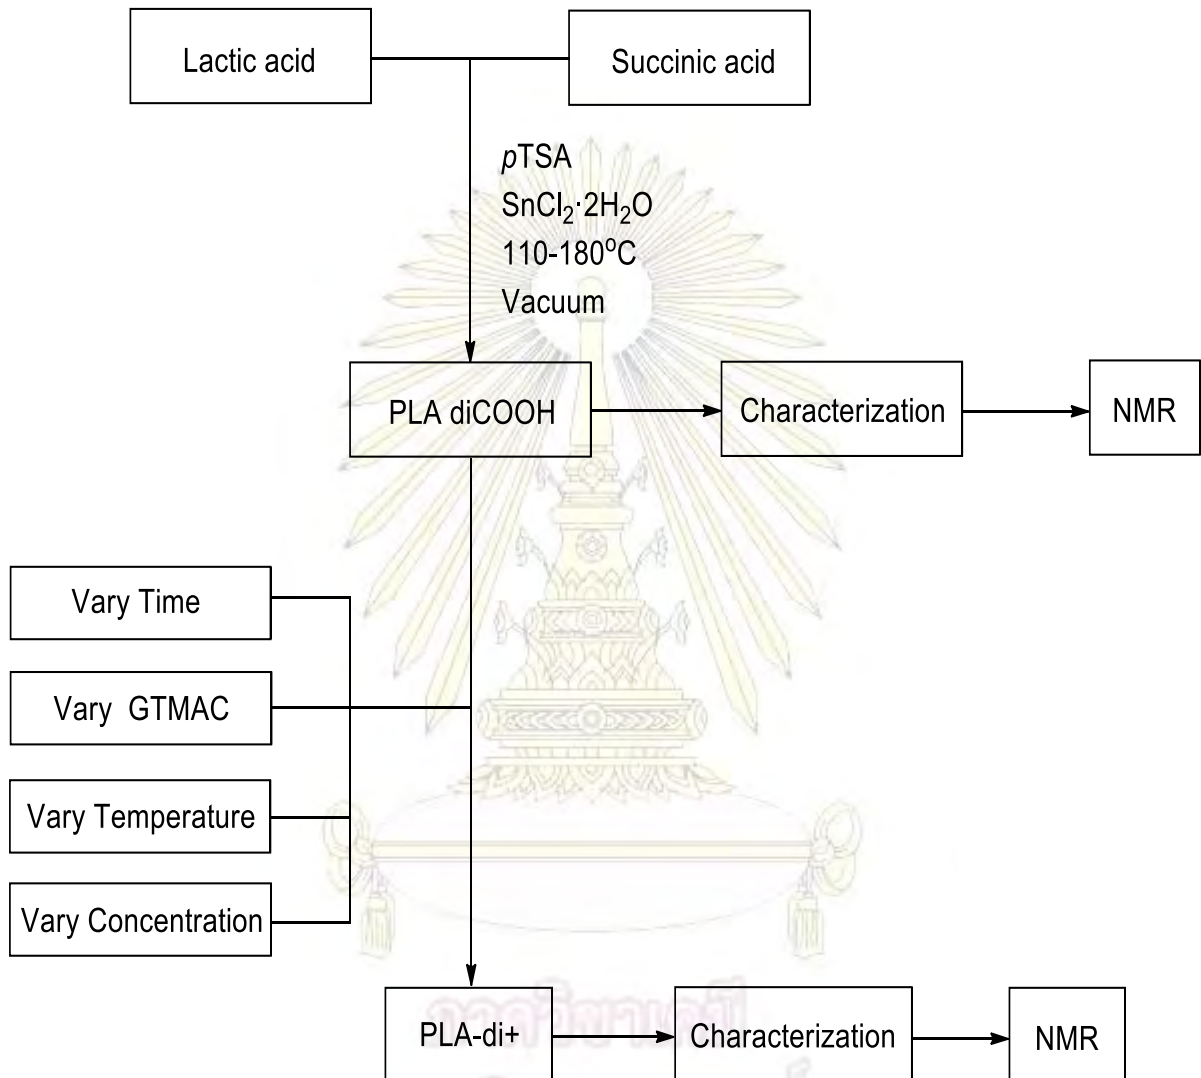 Lactic acid
Succinic acid
pTSA
SnCl₂·2H₂O
110-180°C
Vacuum
PLA diCOOH
Characterization
NMR
Vary Time
Vary GTMAC
Vary Temperature
Vary Concentration
PLA-di+
Characterization
NMR